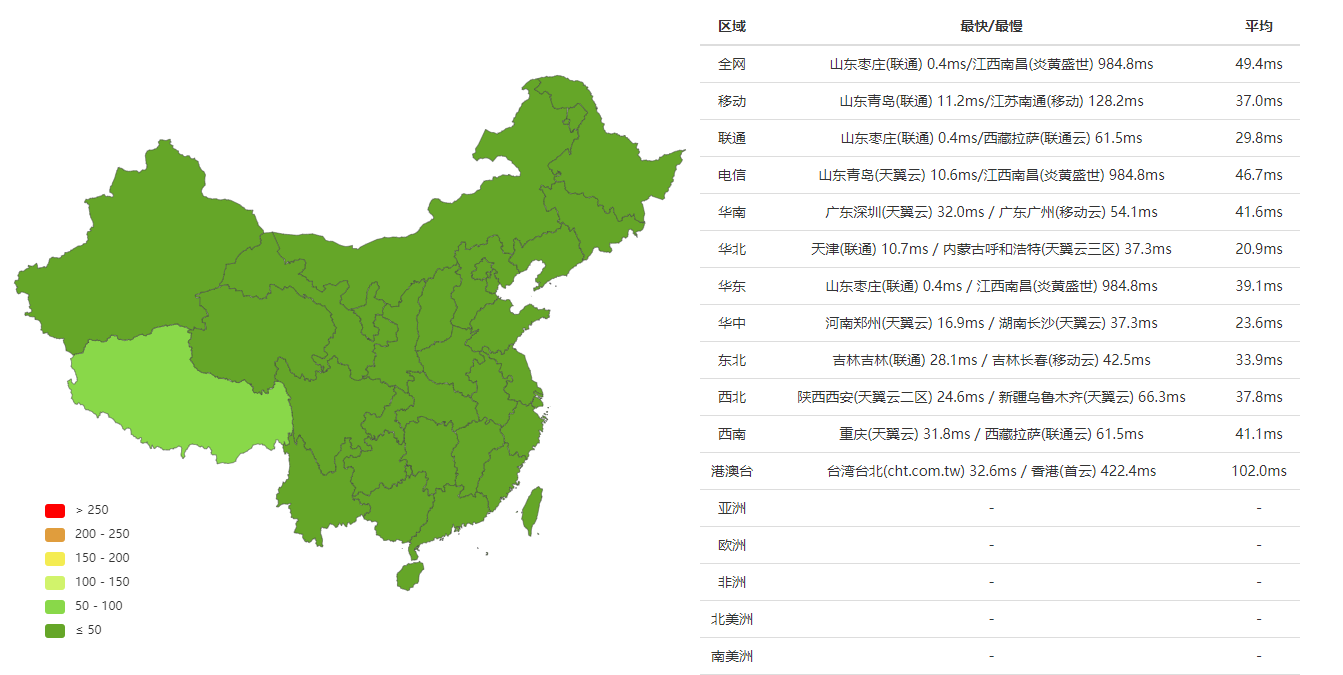 区域 最快/最慢 平均
全网 山东枣庄(联通) 0.4ms/江西南昌(炎黄盛世) 984.8ms 49.4ms
移动 山东青岛(联通) 11.2ms/江苏南通(移动) 128.2ms 37.0ms
联通 山东枣庄(联通) 0.4ms/西藏拉萨(联通云) 61.5ms 29.8ms
电信 山东青岛(天翼云) 10.6ms/江西南昌(炎黄盛世) 984.8ms 46.7ms
华南 广东深圳(天翼云) 32.0ms / 广东广州(移动云) 54.1ms 41.6ms
华北 天津(联通) 10.7ms / 内蒙古呼和浩特(天翼云三区) 37.3ms 20.9ms
华东 山东枣庄(联通) 0.4ms / 江西南昌(炎黄盛世) 984.8ms 39.1ms
华中 河南郑州(天翼云) 16.9ms / 湖南长沙(天翼云) 37.3ms 23.6ms
东北 吉林吉林(联通) 28.1ms / 吉林长春(移动云) 42.5ms 33.9ms
西北 陕西西安(天翼云二区) 24.6ms / 新疆乌鲁木齐(天翼云) 66.3ms 37.8ms
西南 重庆(天翼云) 31.8ms / 西藏拉萨(联通云) 61.5ms 41.1ms
港澳台 台湾台北(cht.com.tw) 32.6ms / 香港(首云) 422.4ms 102.0ms
亚洲 - -
欧洲 - -
非洲 - -
北美洲 - -
南美洲 - -
> 250
200 - 250
150 - 200
100 - 150
50 - 100
≤ 50